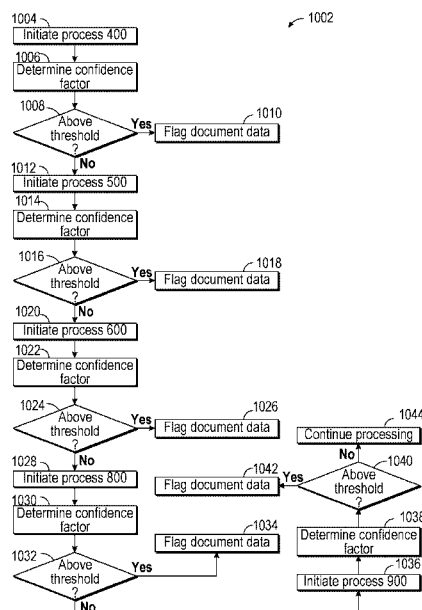 1002
1004
Initiate process 400
1006
Determine confidence
factor
1008
Above
threshold
?
Yes
1010
Flag document data
No
1012
Initiate process 500
1014
Determine confidence
factor
1016
Above
threshold
?
Yes
1018
Flag document data
No
1020
Initiate process 600
1022
Determine confidence
factor
1024
Above
threshold
?
Yes
1026
Flag document data
No
1028
Initiate process 800
1030
Determine confidence
factor
1032
Above
threshold
?
Yes
1034
Flag document data
No
1036
Initiate process 900
1038
Determine confidence
factor
1040
Above
threshold
?
Yes
1042
Flag document data
No
1044
Continue processing